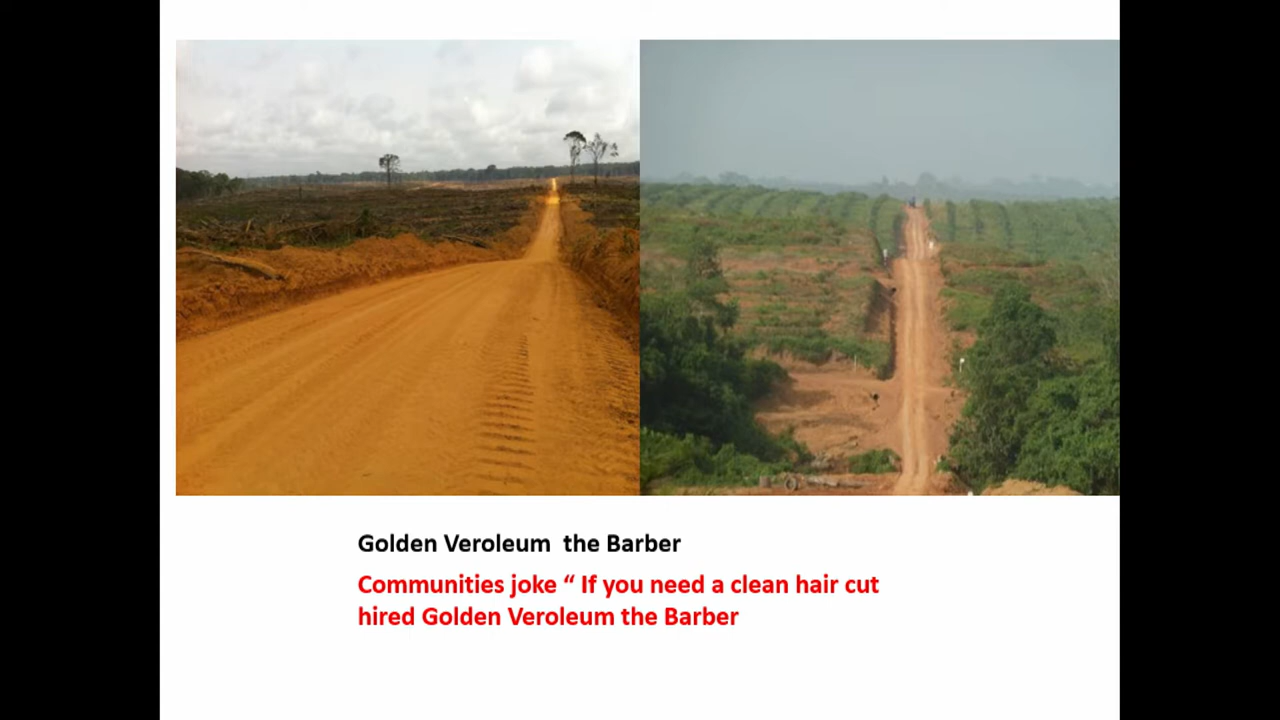 Golden Veroleum  the Barber
Communities joke “ If you need a clean hair cut
hired Golden Veroleum the Barber